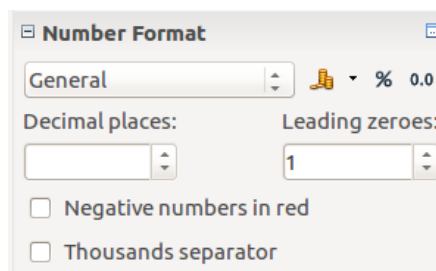 Number Format
General % 0.0
Decimal places: Leading zeroes:
1
Negative numbers in red
Thousands separator